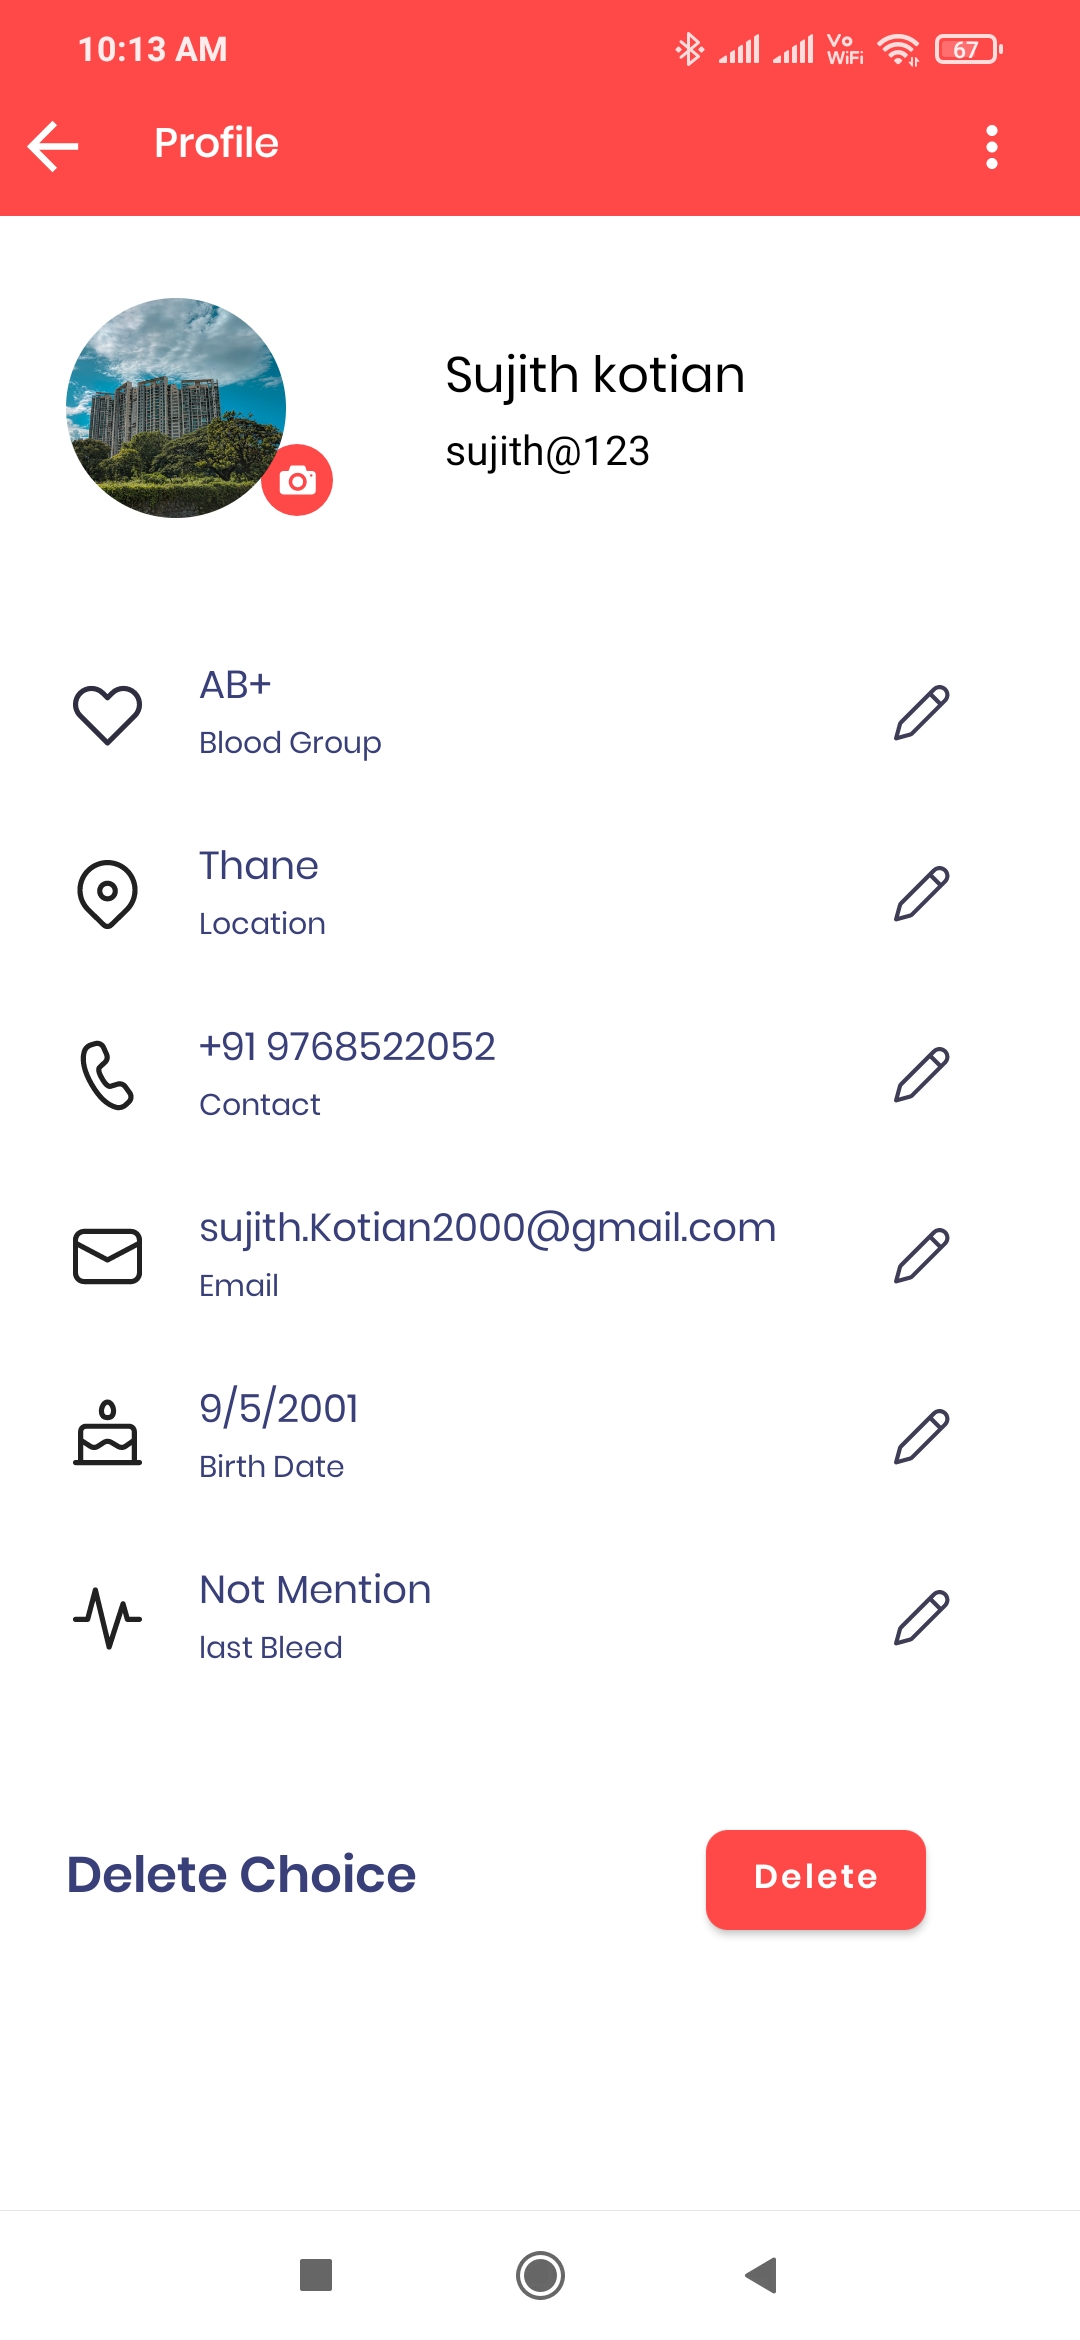 10:13 AM
Vo
WiFi
67
Profile
Sujith kotian
sujith@123
AB+
Blood Group
Thane
Location
+91 9768522052
Contact
sujith.Kotian2000@gmail.com
Email
9/5/2001
Birth Date
Not Mention
last Bleed
Delete Choice
Delete